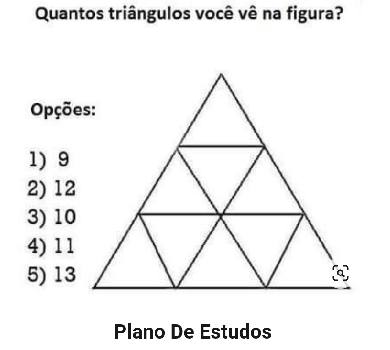 Quantos triângulos você vê na figura?
Opções:
1) 9
2) 12
3) 10
4) 11
5) 13
Plano De Estudos